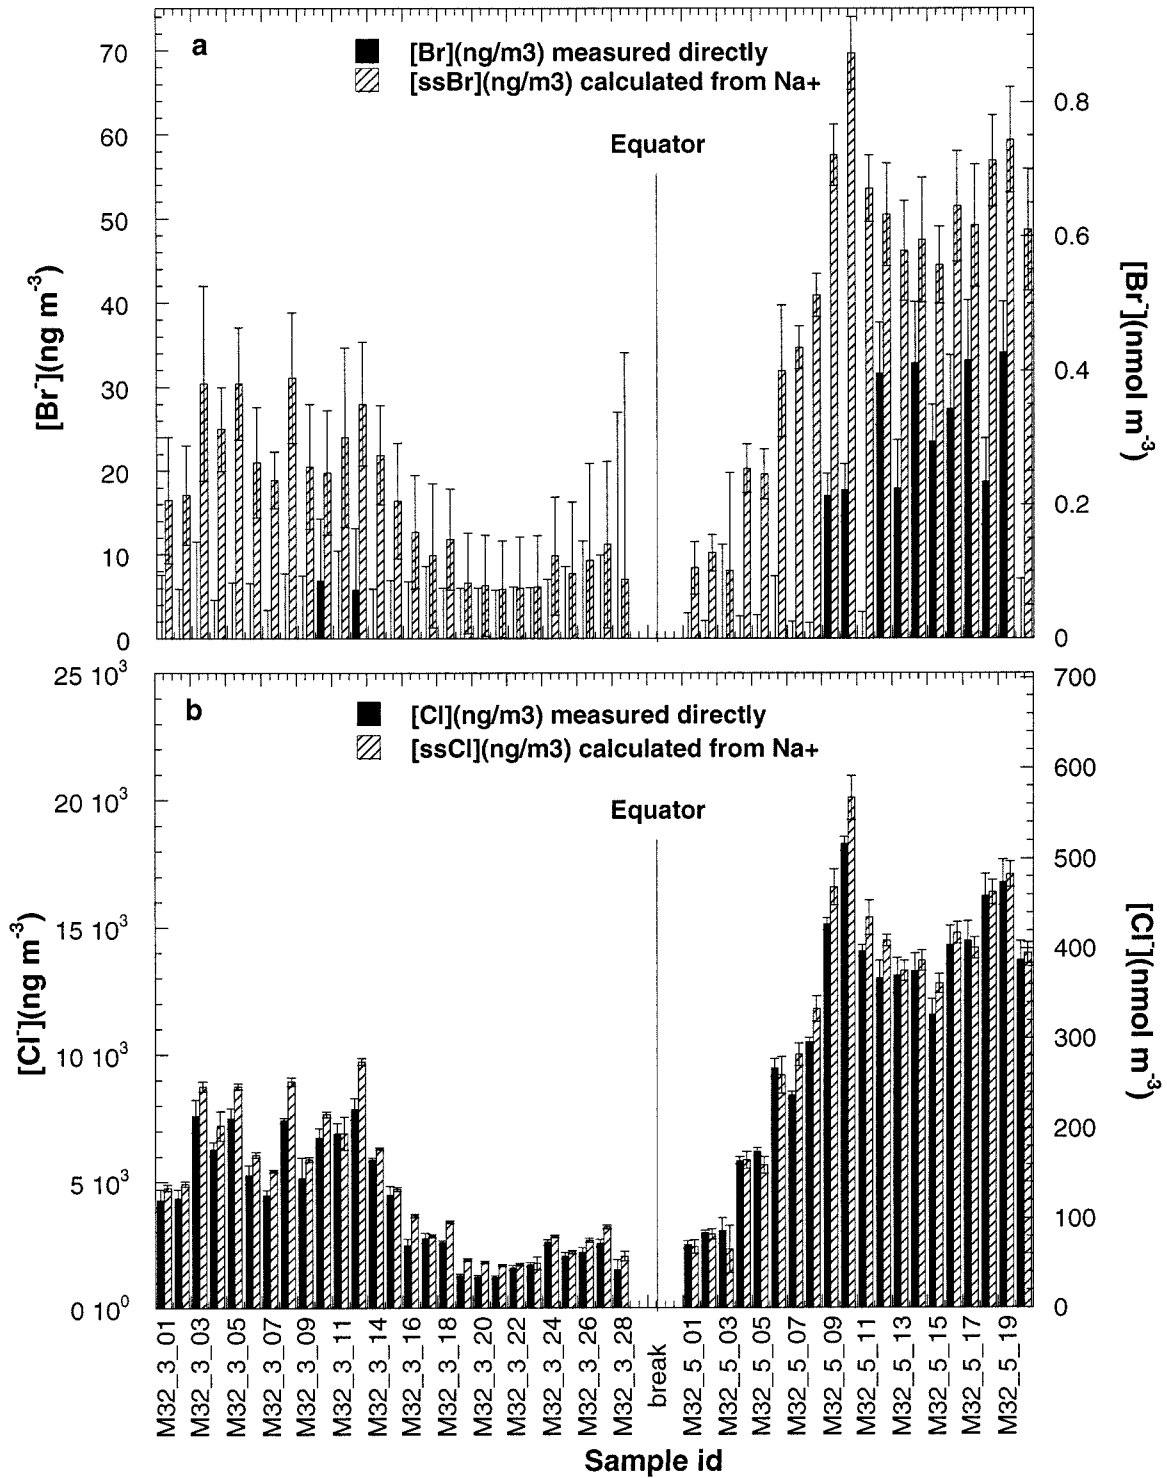 a
[Br](ng/m3) measured directly
[ssBr](ng/m3) calculated from Na+
Equator
70
60
50
40
30
20
10
0
[Br⁻](ng m⁻³)
0.8
0.6
0.4
0.2
0
[Br⁻](nmol m⁻³)
b
[Cl](ng/m3) measured directly
[ssCl](ng/m3) calculated from Na+
Equator
25 10³
20 10³
15 10³
10 10³
5 10³
0 10⁰
[Cl⁻](ng m⁻³)
700
600
500
400
300
200
100
0
[Cl⁻](nmol m⁻³)
M32_3_01
M32_3_03
M32_3_05
M32_3_07
M32_3_09
M32_3_11
M32_3_14
M32_3_16
M32_3_18
M32_3_20
M32_3_22
M32_3_24
M32_3_26
M32_3_28
break
M32_5_01
M32_5_03
M32_5_05
M32_5_07
M32_5_09
M32_5_11
M32_5_13
M32_5_15
M32_5_17
M32_5_19
Sample id